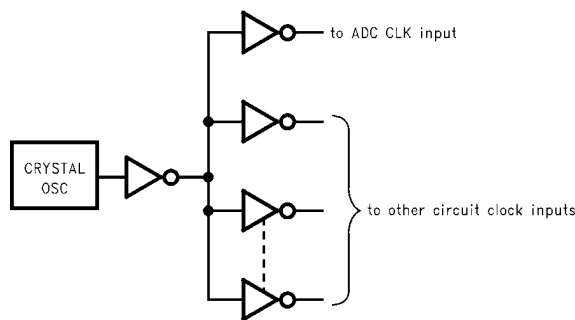 to ADC CLK input
CRYSTAL
OSC
to other circuit clock inputs